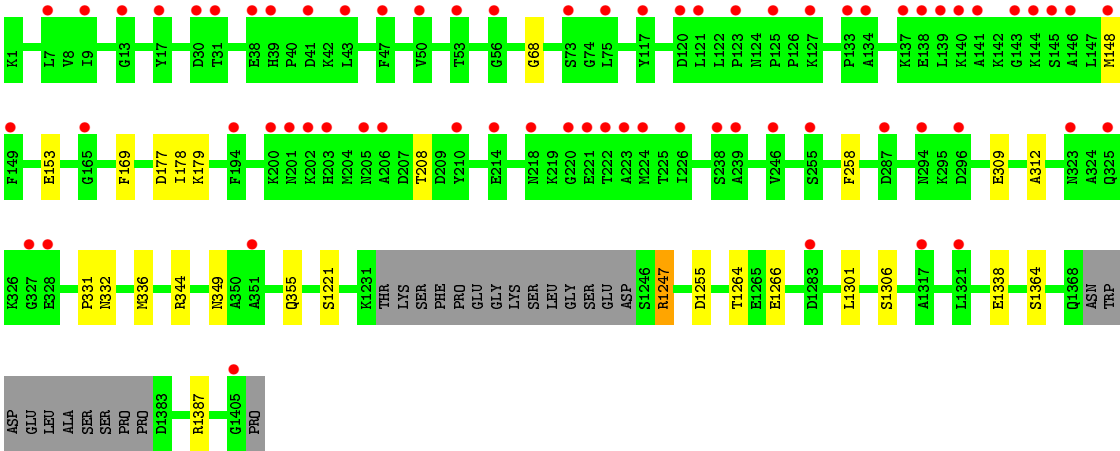 K1 L7 V8 I9 G13 Y17 D30 T31 E38 H39 P40 D41 K42 L43 F47 V50 T53 G56 G68 S73 G74 L75 Y117 D120 L121 L122 P123 N124 P125 P126 K127 P133 A134 K137 E138 L139 K140 A141 K142 G143 K144 S145 A146 L147 M148
F149 E153 G165 F169 D177 I178 K179 F194 K200 N201 K202 H203 M204 N205 A206 D207 T208 D209 Y210 E214 N218 K219 G220 E221 T222 A223 M224 T225 I226 S238 A239 V246 S255 F258 D287 N294 K295 D296 E309 A312 N323 A324 Q325
K326 G327 E328 P331 N332 M336 R344 N349 A350 A351 Q355 S1221 K1231 THR LYS SER PHE PRO GLU GLY LYS SER LEU GLY SER GLU ASP S1246 R1247 D1255 T1264 E1265 E1266 D1283 L1301 S1306 A1317 L1321 E1338 S1364 Q1368 ASN TRP
ASP GLU LEU ALA SER SER PRO PRO D1383 R1387 G1405 PRO